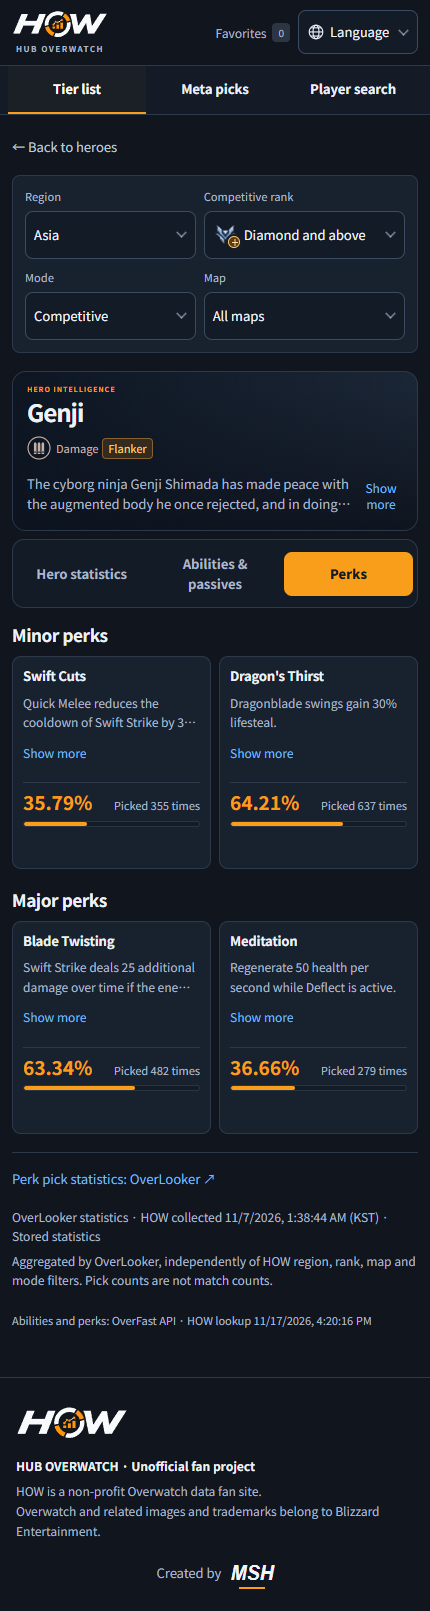 HOW
HUB OVERWATCH
Favorites 0
Language
Tier list
Meta picks
Player search
← Back to heroes
Region
Competitive rank
Asia
Diamond and above
Mode
Map
Competitive
All maps
HERO INTELLIGENCE
Genji
Damage Flanker
The cyborg ninja Genji Shimada has made peace with
the augmented body he once rejected, and in doing…
Show
more
Hero statistics
Abilities &
passives
Perks
Minor perks
Swift Cuts
Quick Melee reduces the
cooldown of Swift Strike by 3…
Show more
35.79% Picked 355 times
Dragon's Thirst
Dragonblade swings gain 30%
lifesteal.
Show more
64.21% Picked 637 times
Major perks
Blade Twisting
Swift Strike deals 25 additional
damage over time if the ene…
Show more
63.34% Picked 482 times
Meditation
Regenerate 50 health per
second while Deflect is active.
Show more
36.66% Picked 279 times
Perk pick statistics: OverLooker ↗
OverLooker statistics · HOW collected 11/7/2026, 1:38:44 AM (KST) ·
Stored statistics
Aggregated by OverLooker, independently of HOW region, rank, map and
mode filters. Pick counts are not match counts.
Abilities and perks: OverFast API · HOW lookup 11/17/2026, 4:20:16 PM
HOW
HUB OVERWATCH · Unofficial fan project
HOW is a non-profit Overwatch data fan site.
Overwatch and related images and trademarks belong to Blizzard
Entertainment.
Created by MSH